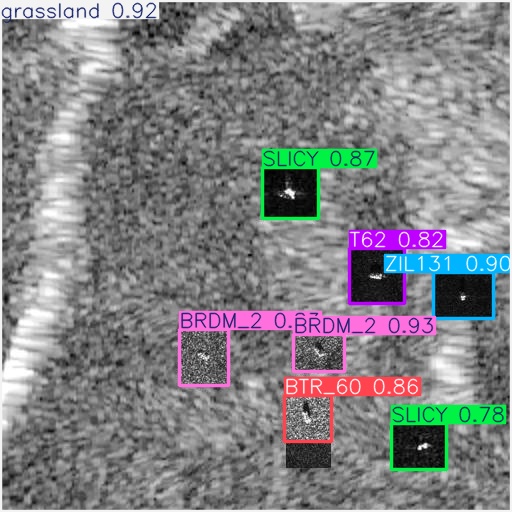 grassland 0.92
SLICY 0.87
T62 0.82
ZIL131 0.90
BRDM_2
BRDM_2 0.93
BTR_60 0.86
SLICY 0.78